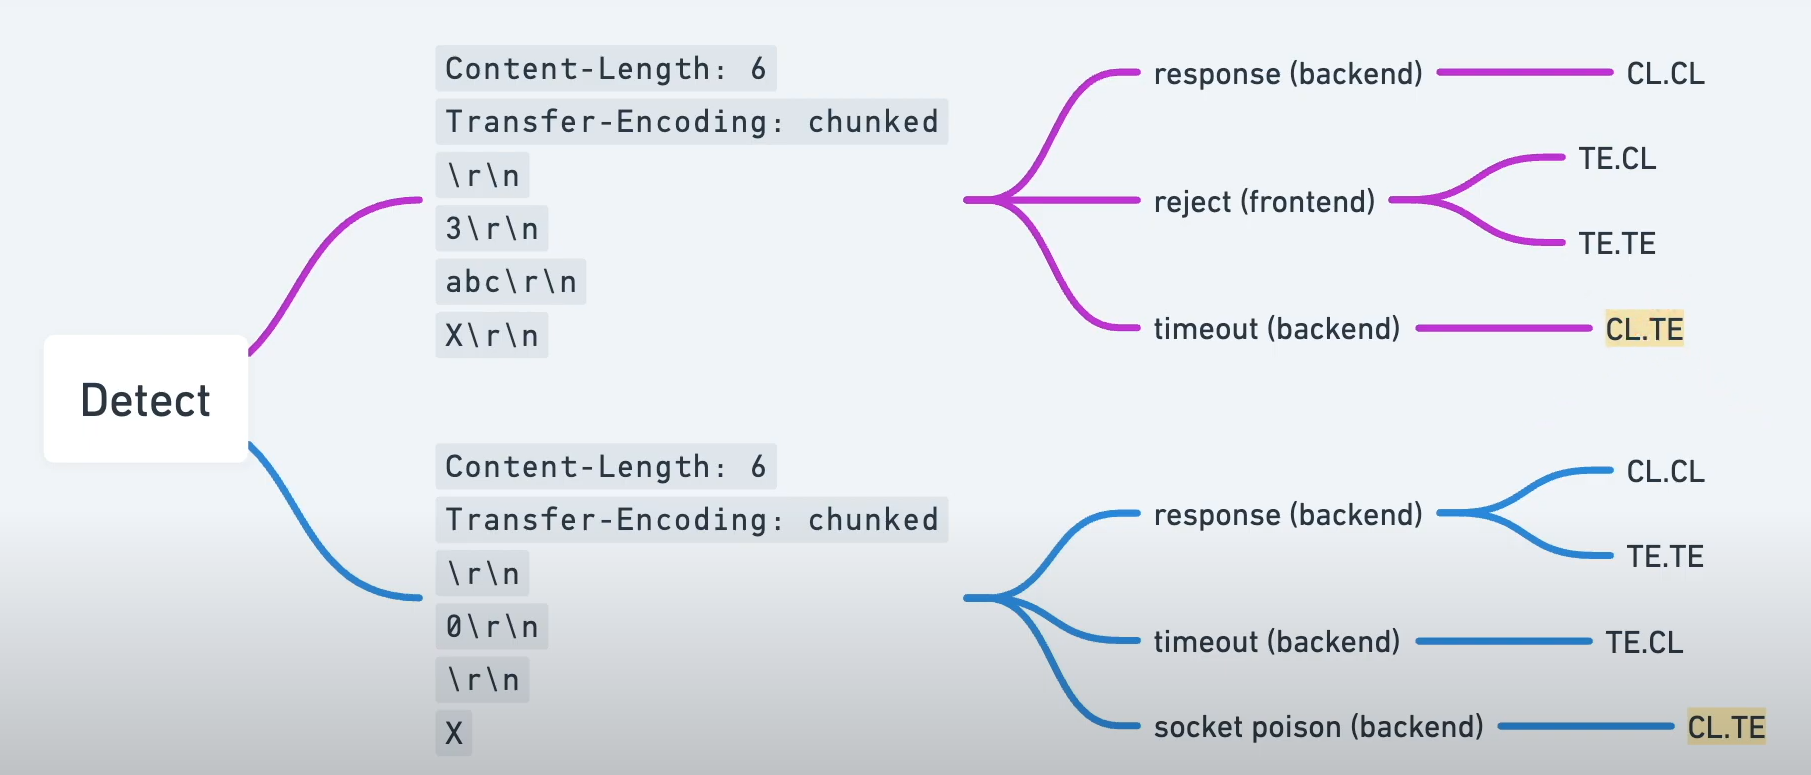 Detect
Content-Length: 6
Transfer-Encoding: chunked
\r\n
3\r\n
abc\r\n
X\r\n
response (backend)
CL.CL
reject (frontend)
TE.CL
TE.TE
timeout (backend)
CL.TE
Content-Length: 6
Transfer-Encoding: chunked
\r\n
0\r\n
\r\n
X
response (backend)
CL.CL
TE.TE
timeout (backend)
TE.CL
socket poison (backend)
CL.TE